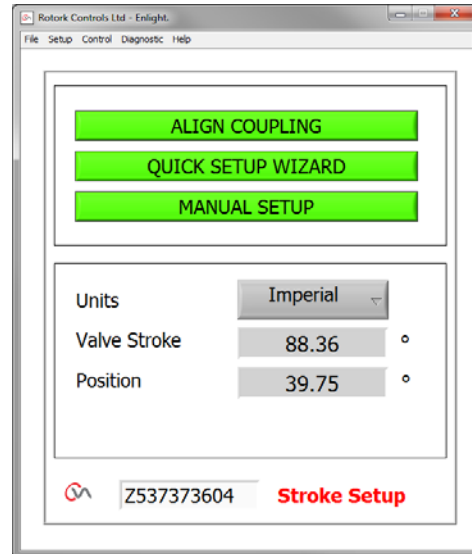 Rotork Controls Ltd - Enlight.
File Setup Control Diagnostic Help
ALIGN COUPLING
QUICK SETUP WIZARD
MANUAL SETUP
Units Imperial
Valve Stroke 88.36 °
Position 39.75 °
Z537373604 Stroke Setup